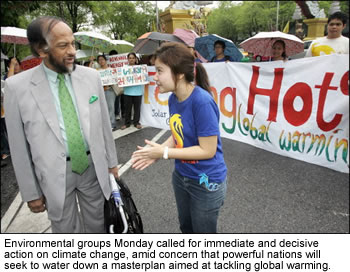 Hot
Solar
global warming
Environmental groups Monday called for immediate and decisive
action on climate change, amid concern that powerful nations will
seek to water down a masterplan aimed at tackling global warming.